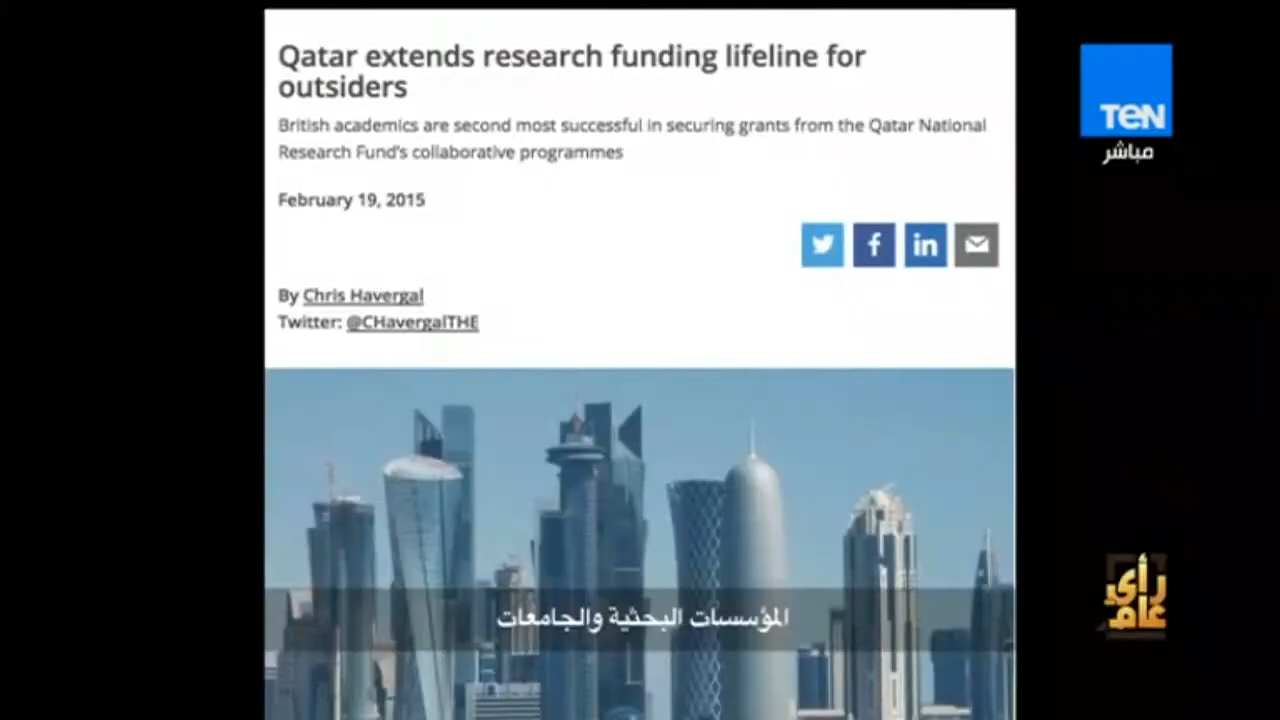 Qatar extends research funding lifeline for
outsiders
British academics are second most successful in securing grants from the Qatar National
Research Fund's collaborative programmes
February 19, 2015
By Chris Havergal
Twitter: @CHavergalTHE
المؤسسات البحثية والجامعات
TEN
مباشر
رأي
عام